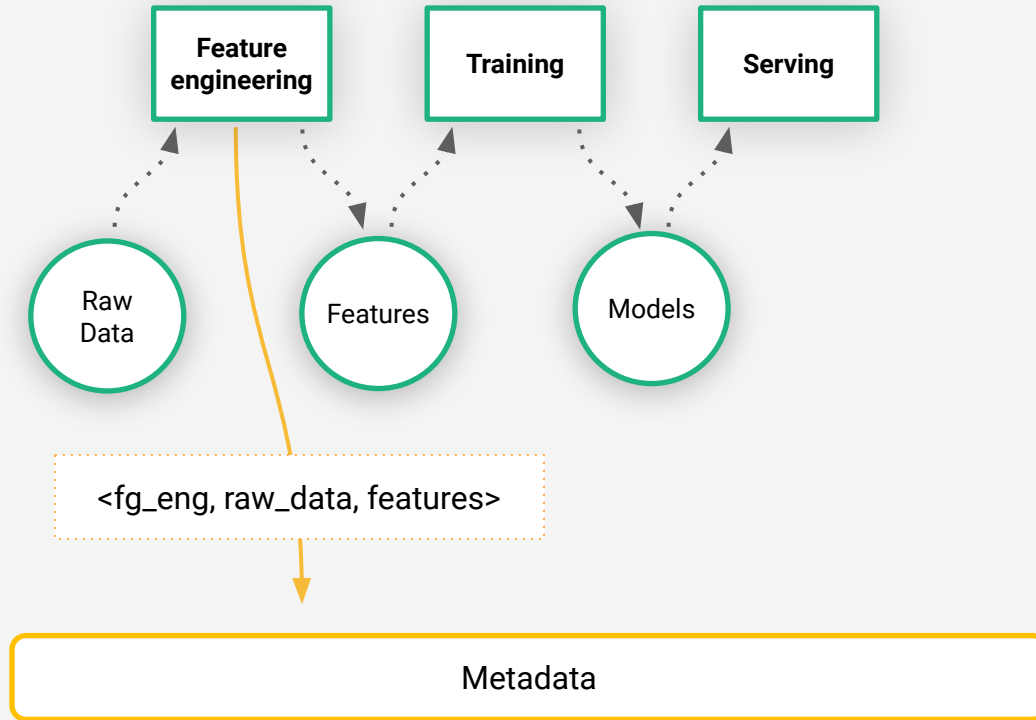 Feature
engineering
Training
Serving
Raw
Data
Features
Models
<fg_eng, raw_data, features>
Metadata